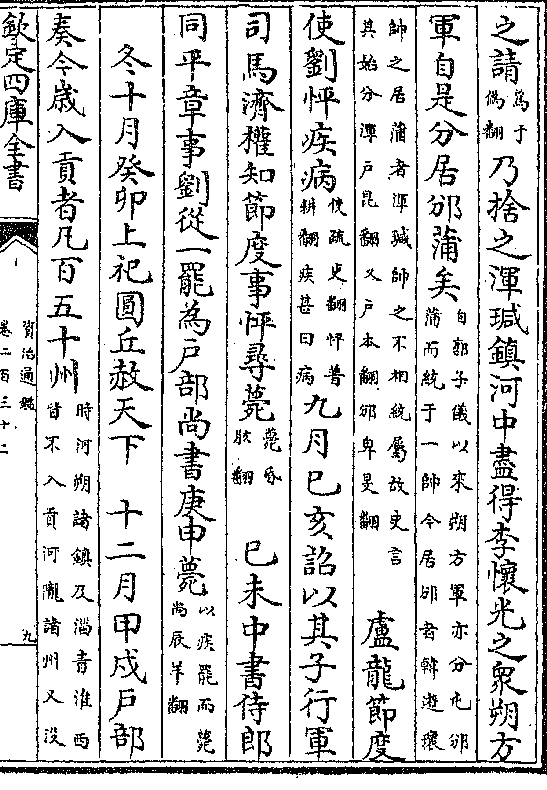 之請為于偽翻乃捨之渾瑊鎮河中盡得李懷光之衆朔方
軍自是分居邠蒲矣自郭子儀以來朔方軍亦分屯邠蒲而統于一帥今居邠者韓遊瓌
帥之居蒲者渾瑊帥之不相統屬故史言其始分渾戶昆翻又戶本翻邠卑旻翻 盧龍節度
使劉怦疾病使疏吏翻怦普耕翻疾甚曰病九月己亥詔以其子行軍
司馬濟權知節度事怦尋薨薨昏肱翻 己未中書侍郎
同平章事劉從一罷為戶部尚書庚申薨以疾罷而薨尚辰羊翻
冬十月癸卯上祀圓丘赦天下 十二月甲戌戶部
奏今歲入貢者凡百五十州時河朔諸鎮及淄青淮西皆不入貢河隴諸州又沒
欽定四庫全書
資治通鑑
卷二百三十二
九